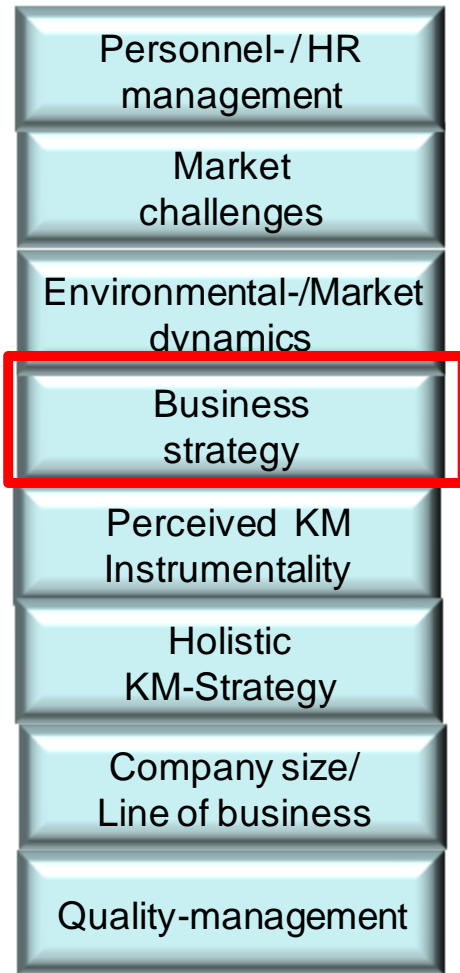 Personnel-/HR
management
Market
challenges
Environmental-/Market
dynamics
Business
strategy
Perceived KM
Instrumentality
Holistic
KM-Strategy
Company size/
Line of business
Quality-management